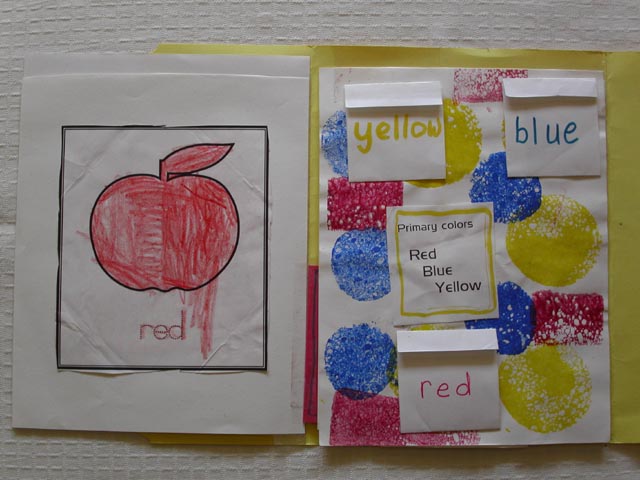 red
yellow
blue
Primary colors
Red
Blue
Yellow
red